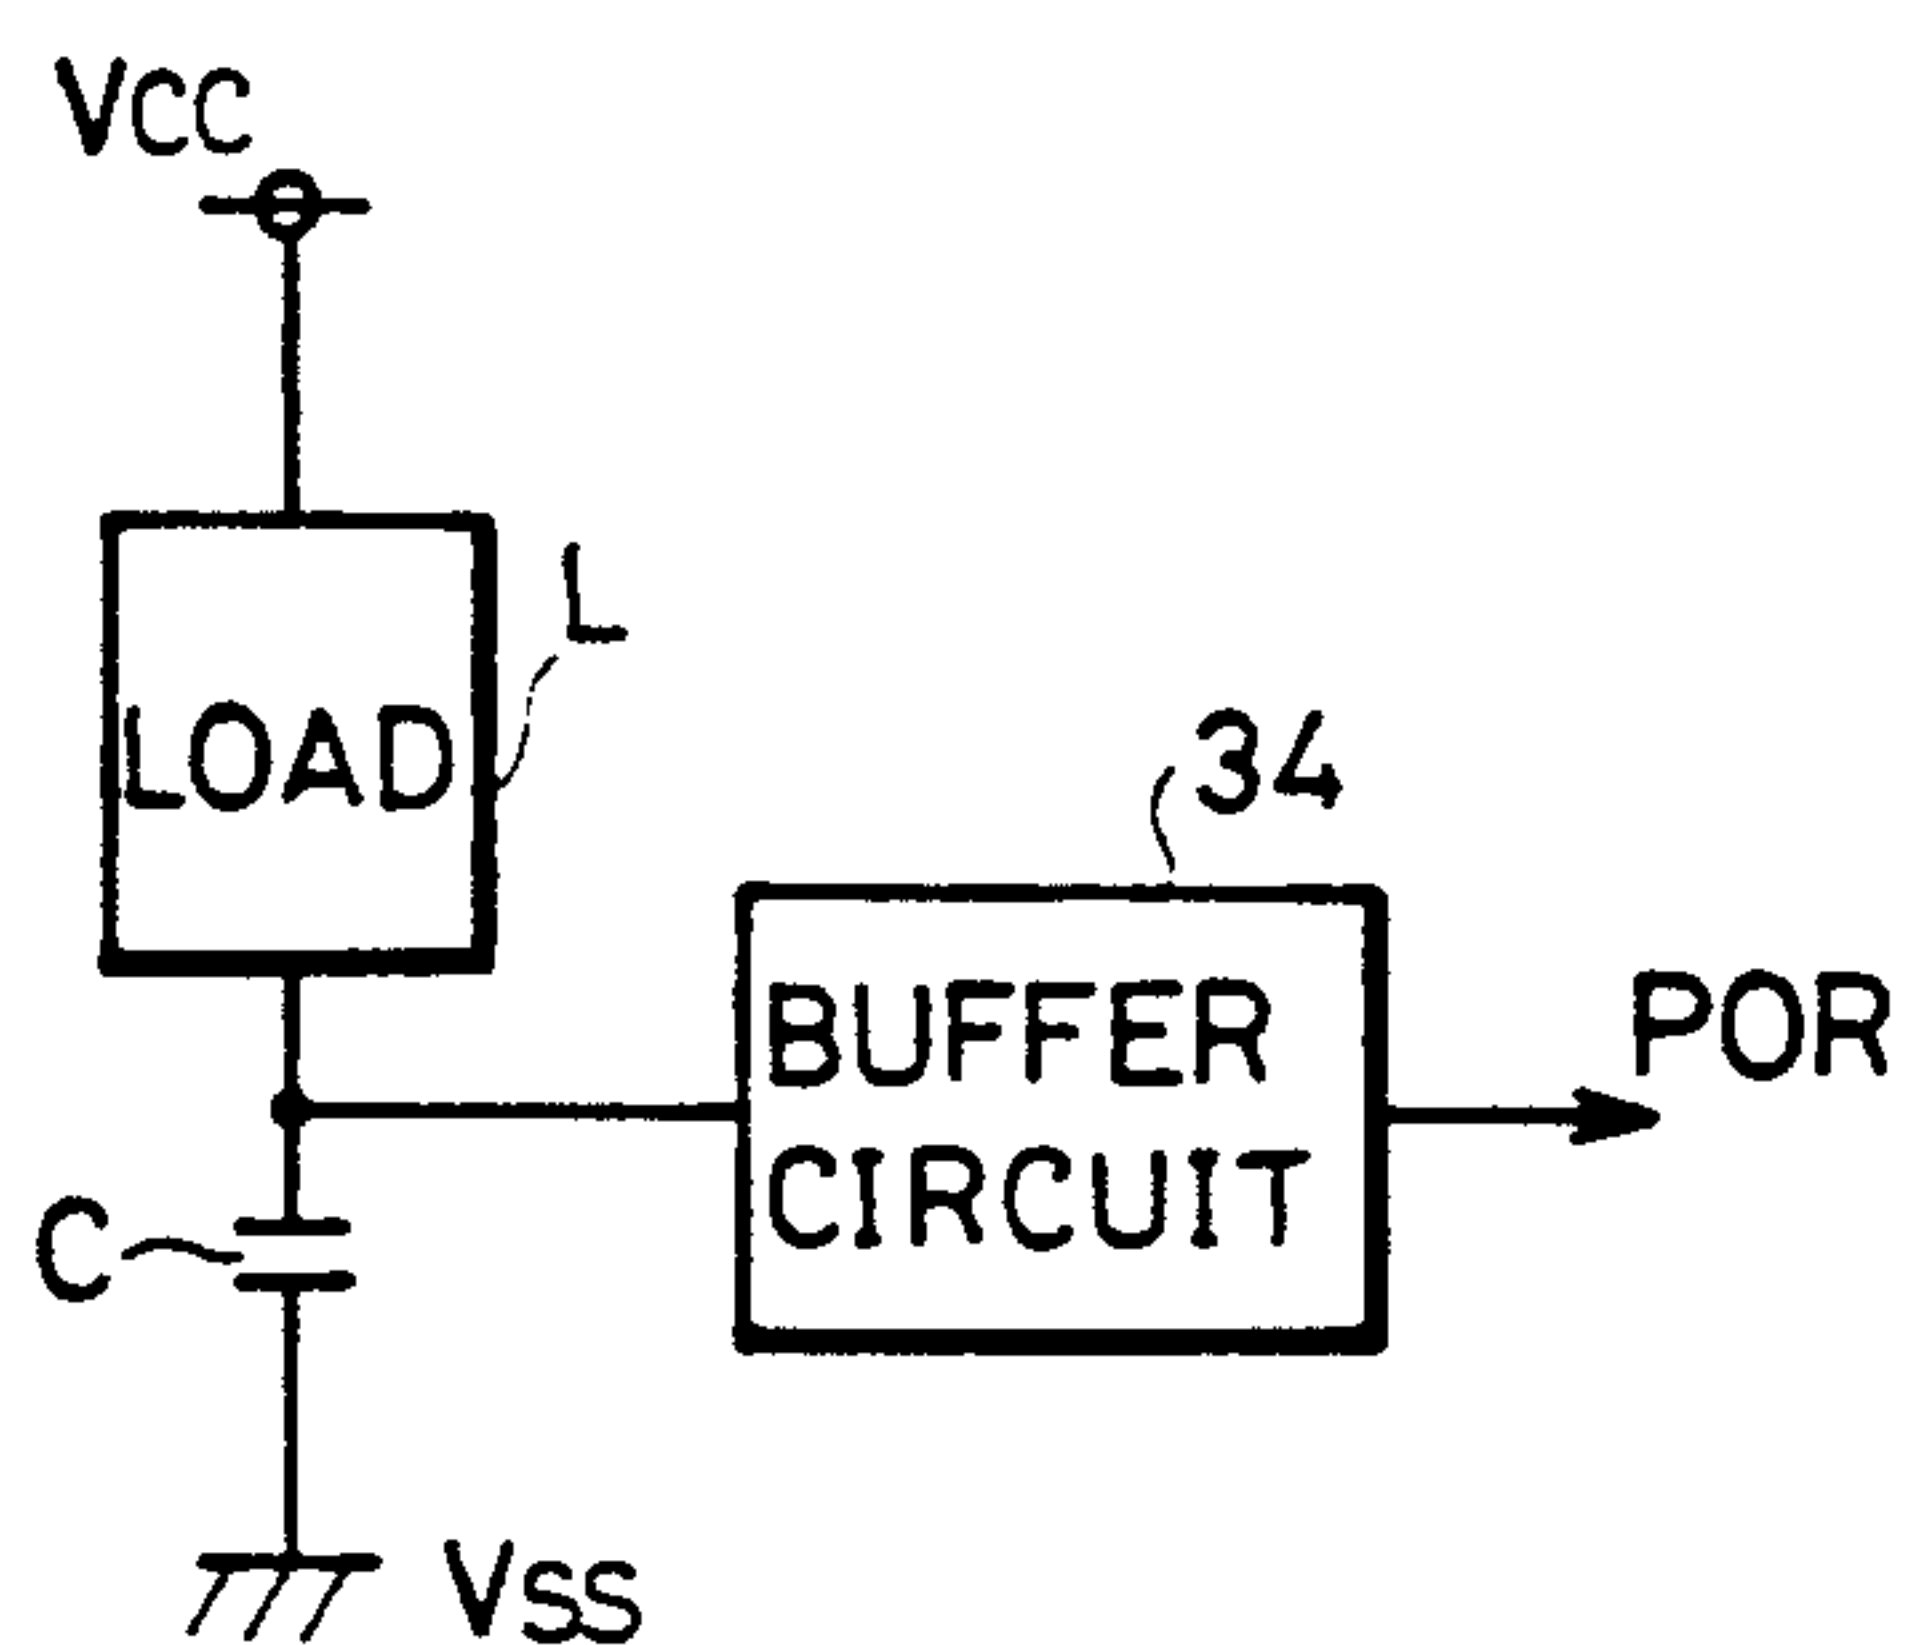 VCC
L
LOAD
34
BUFFER
CIRCUIT
POR
C
VSS